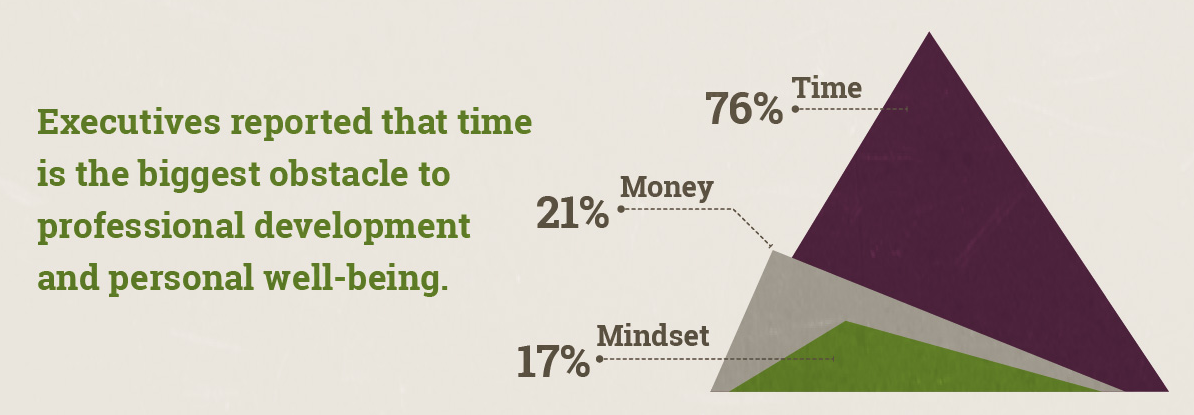 Executives reported that time
is the biggest obstacle to
professional development
and personal well-being.
76% Time
21% Money
17% Mindset